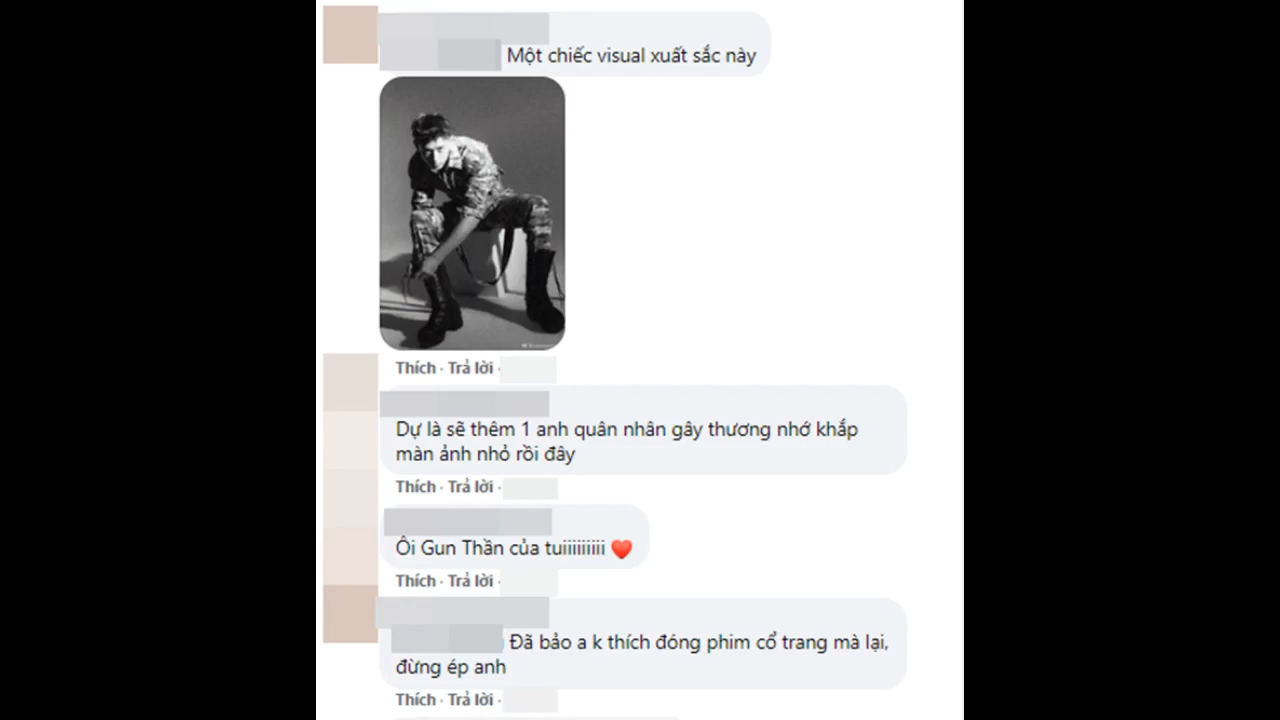 Một chiếc visual xuất sắc này
Thích · Trả lời ·
Dự là sẽ thêm 1 anh quân nhân gây thương nhớ khắp
màn ảnh nhỏ rồi đây
Thích · Trả lời ·
Ôi Gun Thần của tuiiiiiiiii ❤️
Thích · Trả lời ·
Đã bảo a k thích đóng phim cổ trang mà lại,
đừng ép anh
Thích · Trả lời ·